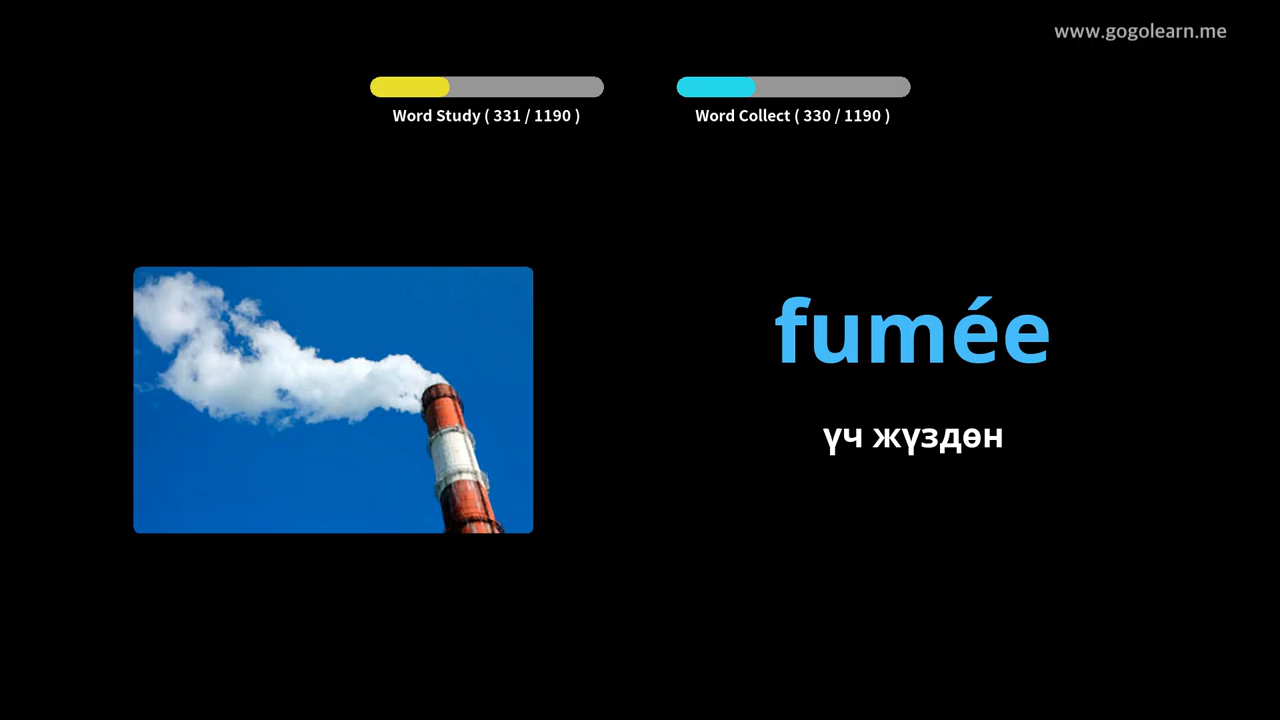 www.gogolearn.me
Word Study ( 331 / 1190 )
Word Collect ( 330 / 1190 )
fumée
үч жүздөн